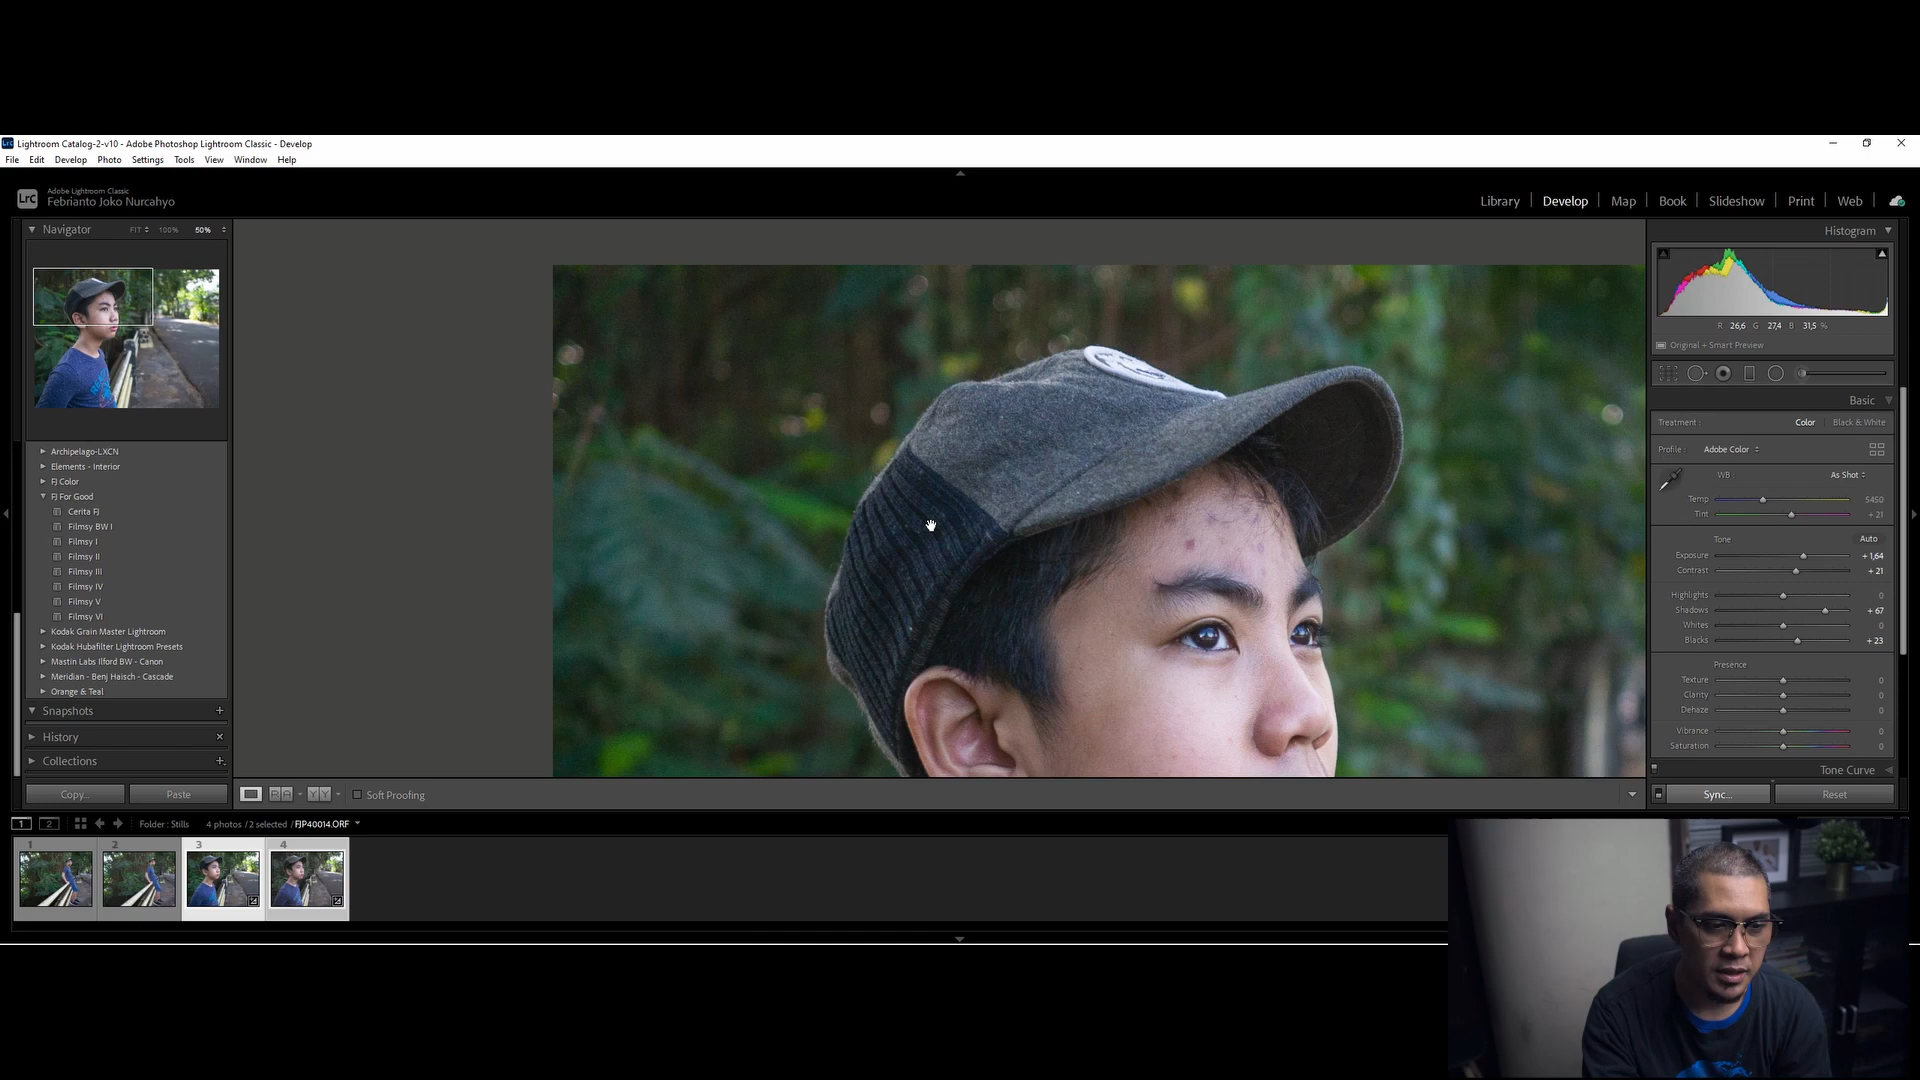 Lightroom Catalog-2-v10 - Adobe Photoshop Lightroom Classic - Develop
File Edit Develop Photo Settings Tools View Window Help
LrC
Adobe Lightroom Classic
Febrianto Joko Nurcahyo
Library Develop Map Book Slideshow Print Web
Navigator FIT 100% 50%
Archipelago-LXCN
Elements - Interior
FJ Color
FJ For Good
Cerita FJ
Filmsy BW I
Filmsy I
Filmsy II
Filmsy III
Filmsy IV
Filmsy V
Filmsy VI
Kodak Grain Master Lightroom
Kodak Hubafilter Lightroom Presets
Mastin Labs Ilford BW - Canon
Meridian - Benj Haisch - Cascade
Orange & Teal
Snapshots
History
Collections
Copy... Paste
Soft Proofing
Histogram
R 26,6 G 27,4 B 31,5 %
Original + Smart Preview
Basic
Treatment : Color Black & White
Profile : Adobe Color
WB : As Shot
Temp 5450
Tint + 21
Tone Auto
Exposure + 1,64
Contrast + 21
Highlights 0
Shadows + 67
Whites 0
Blacks + 23
Presence
Texture 0
Clarity 0
Dehaze 0
Vibrance 0
Saturation 0
Tone Curve
Sync... Reset
1 2 Folder : Stills 4 photos / 2 selected / FJP40014.ORF
1 2 3 4